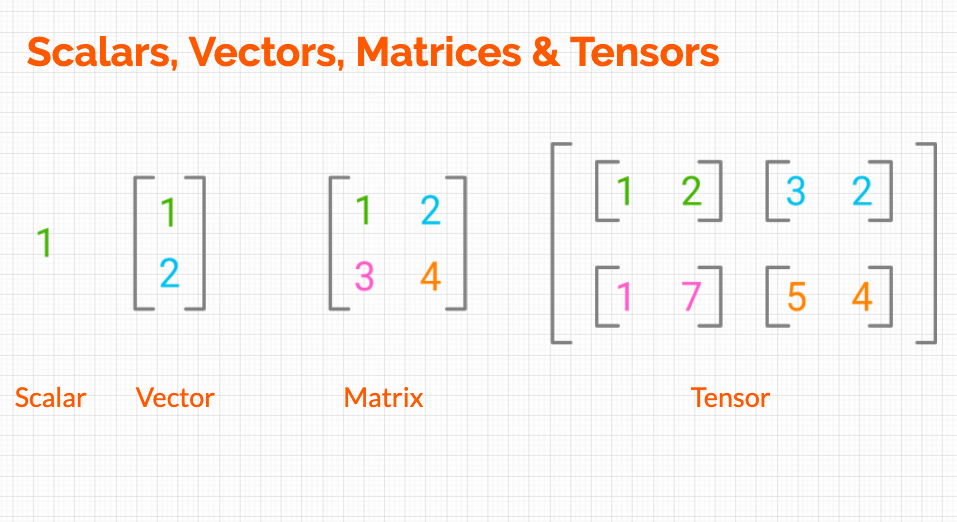 Scalars, Vectors, Matrices & Tensors
1 2 3 2
1 1 2
1
2 3 4
1 7 5 4
Scalar Vector Matrix Tensor